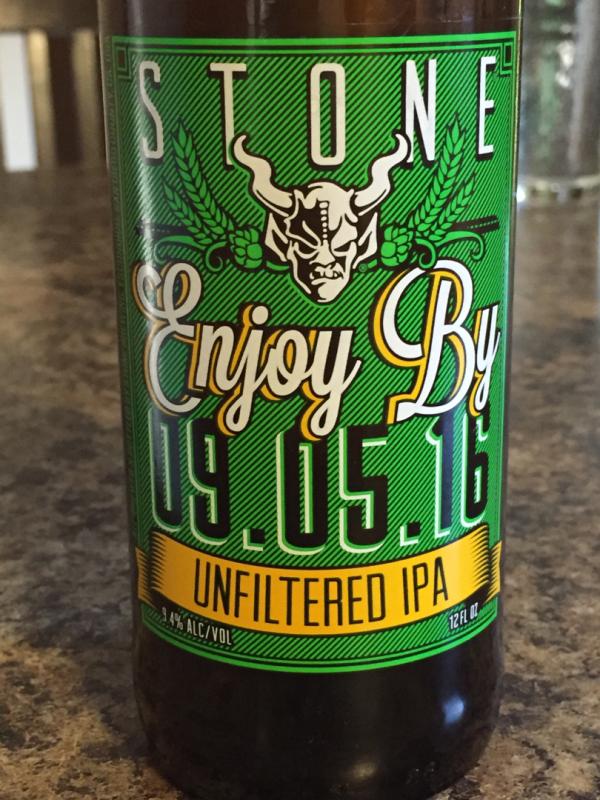 STONE
Enjoy By
09.05.16
UNFILTERED IPA
9.4% ALC/VOL
12 FL OZ